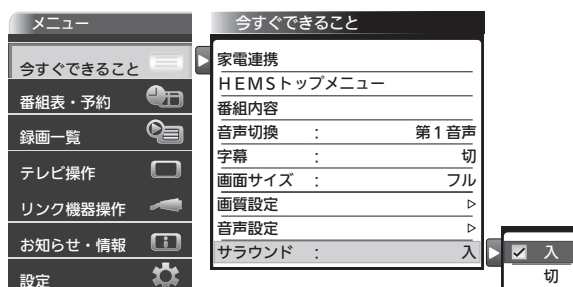 メニュー
今すぐできること
番組表・予約
録画一覧
テレビ操作
リンク機器操作
お知らせ・情報
設定
今すぐできること
家電連携
HEMSトップメニュー
番組内容
音声切換 : 第1音声
字幕 : 切
画面サイズ : フル
画質設定
音声設定
サラウンド : 入
入
切